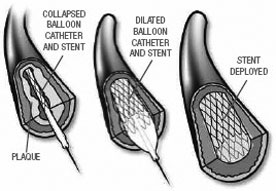 COLLAPSED
BALLOON
CATHETER
AND STENT
DILATED
BALLOON
CATHETER
AND STENT
STENT
DEPLOYED
PLAQUE